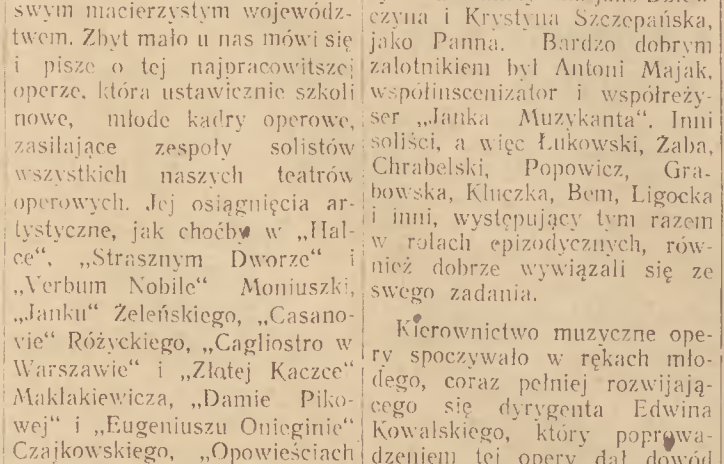 swym macierzystym wojewódz-
twem. Zbyt mało u nas mówi się
i pisze o tej najpracowitszej
operze, która ustawicznie szkoli
nowe, młode kadry operowe,
zasilające zespoły solistów
wszystkich naszych teatrów
operowych. Jej osiągnięcia ar-
tystyczne, jak choćby w „Hal-
ce“, „Strasznym Dworze“ i
„Verbum Nobile“ Moniuszki,
„Janku“ Żeleńskiego, „Casano-
vie“ Różyckiego, „Cagliostro w
Warszawie“ i „Złotej Kaczce“
Maklakiewicza, „Damie Piko-
wej“ i „Eugeniuszu Onieginie“
Czajkowskiego, „Opowieściach
czyna i Krystyna Szczepańska,
jako Panna. Bardzo dobrym
zalotnikiem był Antoni Majak,
współinscenizator i współreży-
ser „Janka Muzykanta“. Inni
soliści, a więc Łukowski, Żaba,
Chrabelski, Popowicz, Gra-
bowska, Kluczka, Bem, Ligocka
i inni, występujący tym razem
w rolach epizodycznych, rów-
nież dobrze wywiązali się ze
swego zadania.
Kierownictwo muzyczne ope-
ry spoczywało w rękach mło-
dego, coraz pełniej rozwijają-
cego się dyrygenta Edwina
Kowalskiego, który poprowa-
dzeniem tej opery dał dowód